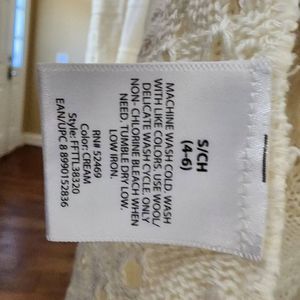 S/CH
(4-6)
MACHINE WASH COLD. WASH
WITH LIKE COLORS. USE WOOL/
DELICATE WASH CYCLE. ONLY
NON- CHLORINE BLEACH WHEN
NEED. TUMBLE DRY LOW.
LOW IRON.
RN# 52469
Color: CREAM
Style: FFTTL38320
EAN/UPC 8 8990152836